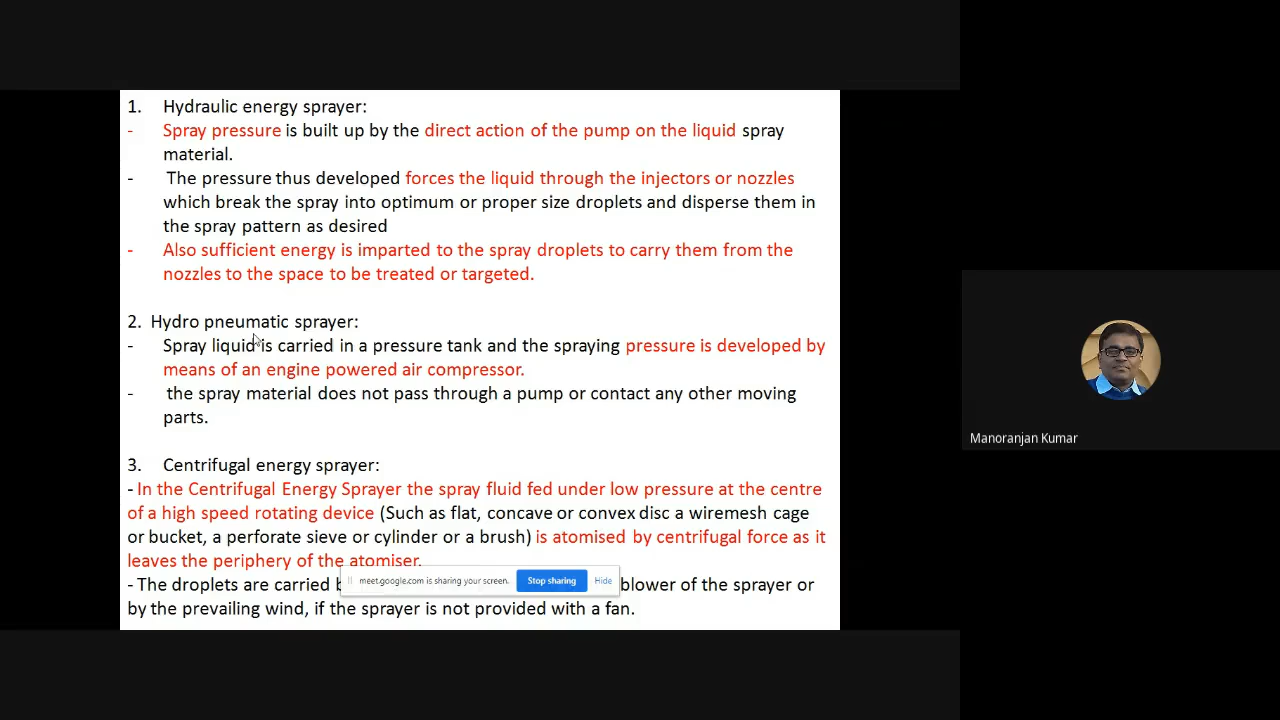 1. Hydraulic energy sprayer:
- Spray pressure is built up by the direct action of the pump on the liquid spray
material.
- The pressure thus developed forces the liquid through the injectors or nozzles
which break the spray into optimum or proper size droplets and disperse them in
the spray pattern as desired
- Also sufficient energy is imparted to the spray droplets to carry them from the
nozzles to the space to be treated or targeted.
2. Hydro pneumatic sprayer:
- Spray liquid is carried in a pressure tank and the spraying pressure is developed by
means of an engine powered air compressor.
- the spray material does not pass through a pump or contact any other moving
parts.
3. Centrifugal energy sprayer:
- In the Centrifugal Energy Sprayer the spray fluid fed under low pressure at the centre
of a high speed rotating device (Such as flat, concave or convex disc a wiremesh cage
or bucket, a perforate sieve or cylinder or a brush) is atomised by centrifugal force as it
leaves the periphery of the atomiser.
- The droplets are carried blower of the sprayer or
by the prevailing wind, if the sprayer is not provided with a fan.
meet.google.com is sharing your screen. Stop sharing Hide
Manoranjan Kumar